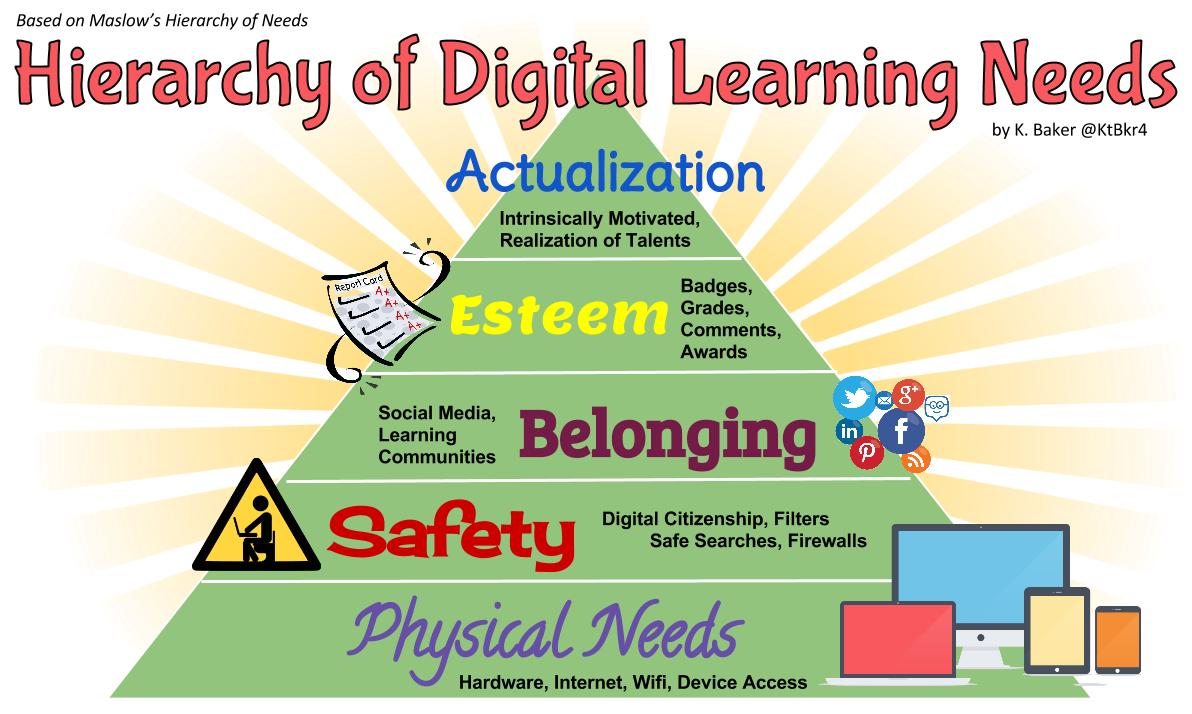 Based on Maslow's Hierarchy of Needs
Hierarchy of Digital Learning Needs
by K. Baker @KtBkr4
Actualization
Intrinsically Motivated,
Realization of Talents
Report Card
A+
A+
A+
A+
Esteem
Badges,
Grades,
Comments,
Awards
Social Media,
Learning
Communities
Belonging
g+
in
f
Safety
Digital Citizenship, Filters
Safe Searches, Firewalls
Physical Needs
Hardware, Internet, Wifi, Device Access